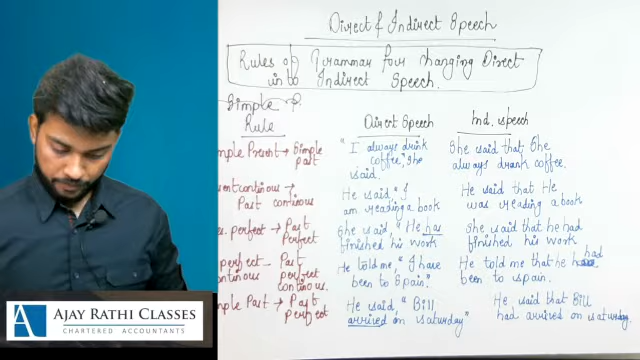 Direct & Indirect Speech
Rules of Grammar for changing Direct
into Indirect Speech.
Simple
Rule Direct Speech Ind. speech
mple Present → Simple
past
"I always drink
coffee", She
said.
She said that She
always drank coffee.
ent continous →
Past continous
He said, "I
am reading a book
He said that He
was reading a book
s. perfect → Past
Perfect
She said, "He has
finished his work
She said that he had
finished his work
perfect - Past
tinous perfect
continous.
He told me, "I have
been to Spain".
He told me that he had
been to spain.
mple Past → Past
perfect
He said, "Bill
arrived on saturday"
He said that Bill
had arrived on saturday.
A AJAY RATHI CLASSES
CHARTERED ACCOUNTANTS